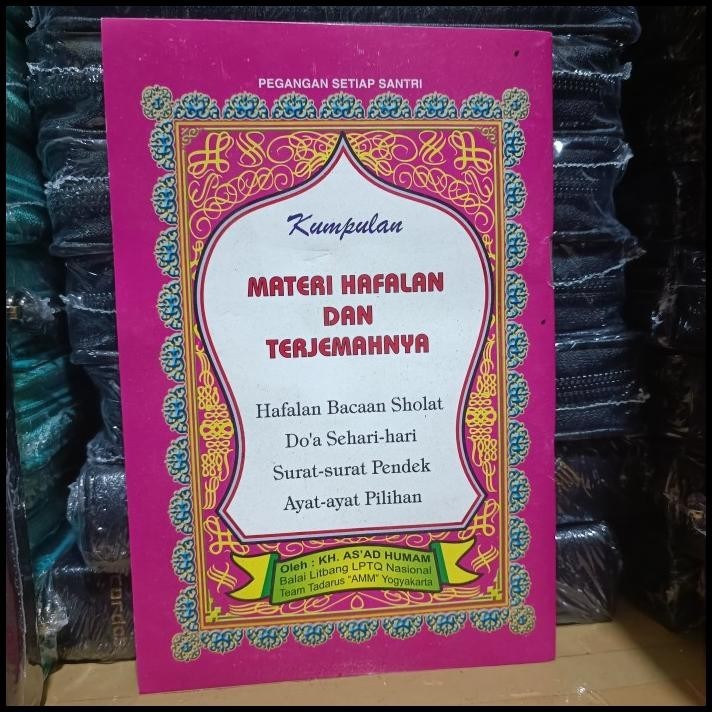 PEGANGAN SETIAP SANTRI
Kumpulan
MATERI HAFALAN
DAN
TERJEMAHNYA
Hafalan Bacaan Sholat
Do'a Sehari-hari
Surat-surat Pendek
Ayat-ayat Pilihan
Oleh : KH. AS'AD HUMAM
Balai Litbang LPTQ Nasional
Team Tadarus "AMM" Yogyakarta